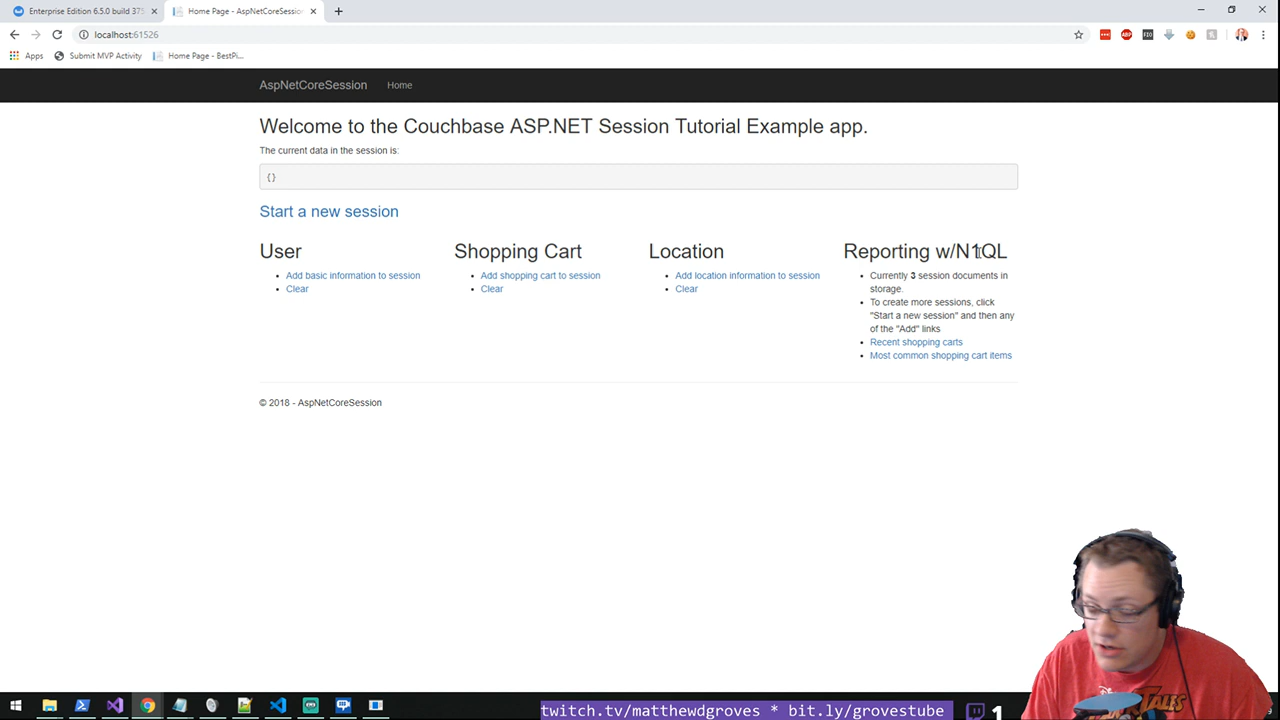 Enterprise Edition 6.5.0 build 375
Home Page - AspNetCoreSession
localhost:61526
Apps
Submit MVP Activity
Home Page - BestPi...
AspNetCoreSession
Home
Welcome to the Couchbase ASP.NET Session Tutorial Example app.
The current data in the session is:
{}
Start a new session
User
Add basic information to session
Clear
Shopping Cart
Add shopping cart to session
Clear
Location
Add location information to session
Clear
Reporting w/N1QL
Currently 3 session documents in
storage.
To create more sessions, click
"Start a new session" and then any
of the "Add" links
Recent shopping carts
Most common shopping cart items
© 2018 - AspNetCoreSession
twitch.tv/matthewdgroves * bit.ly/grovestube
1